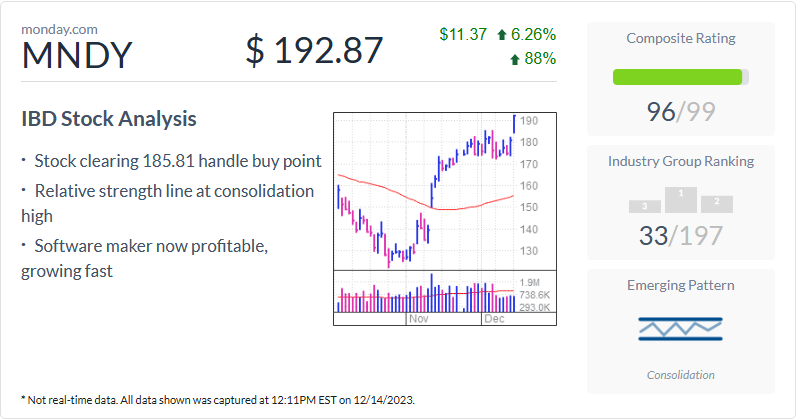 monday.com
MNDY
$ 192.87
$11.37 6.26%
88%
IBD Stock Analysis
• Stock clearing 185.81 handle buy point
• Relative strength line at consolidation
high
• Software maker now profitable,
growing fast
190
180
170
160
150
140
130
1.9M
738.6K
293.0K
Nov
Dec
Composite Rating
96/99
Industry Group Ranking
3
1
2
33/197
Emerging Pattern
Consolidation
* Not real-time data. All data shown was captured at 12:11PM EST on 12/14/2023.